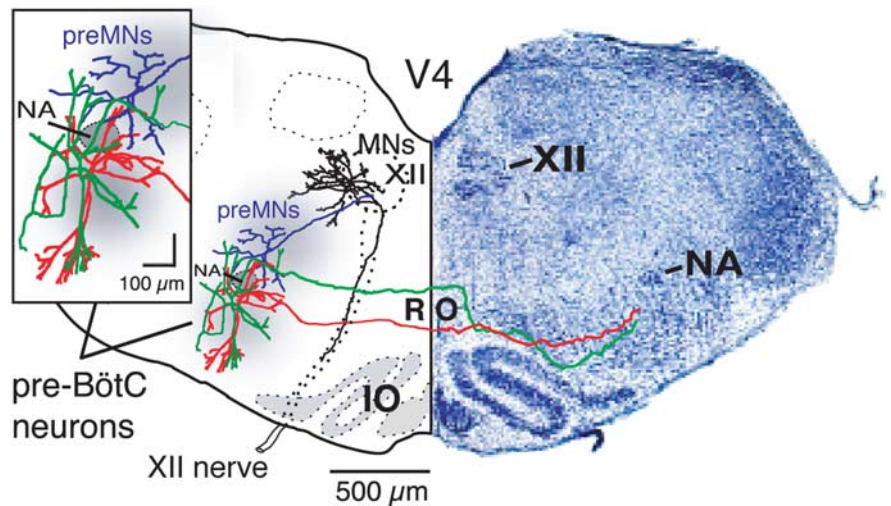 preMNs
NA
100 µm
V4
MNs
XII
XII
preMNs
NA
NA
R O
pre-BötC
neurons
IO
XII nerve
500 µm